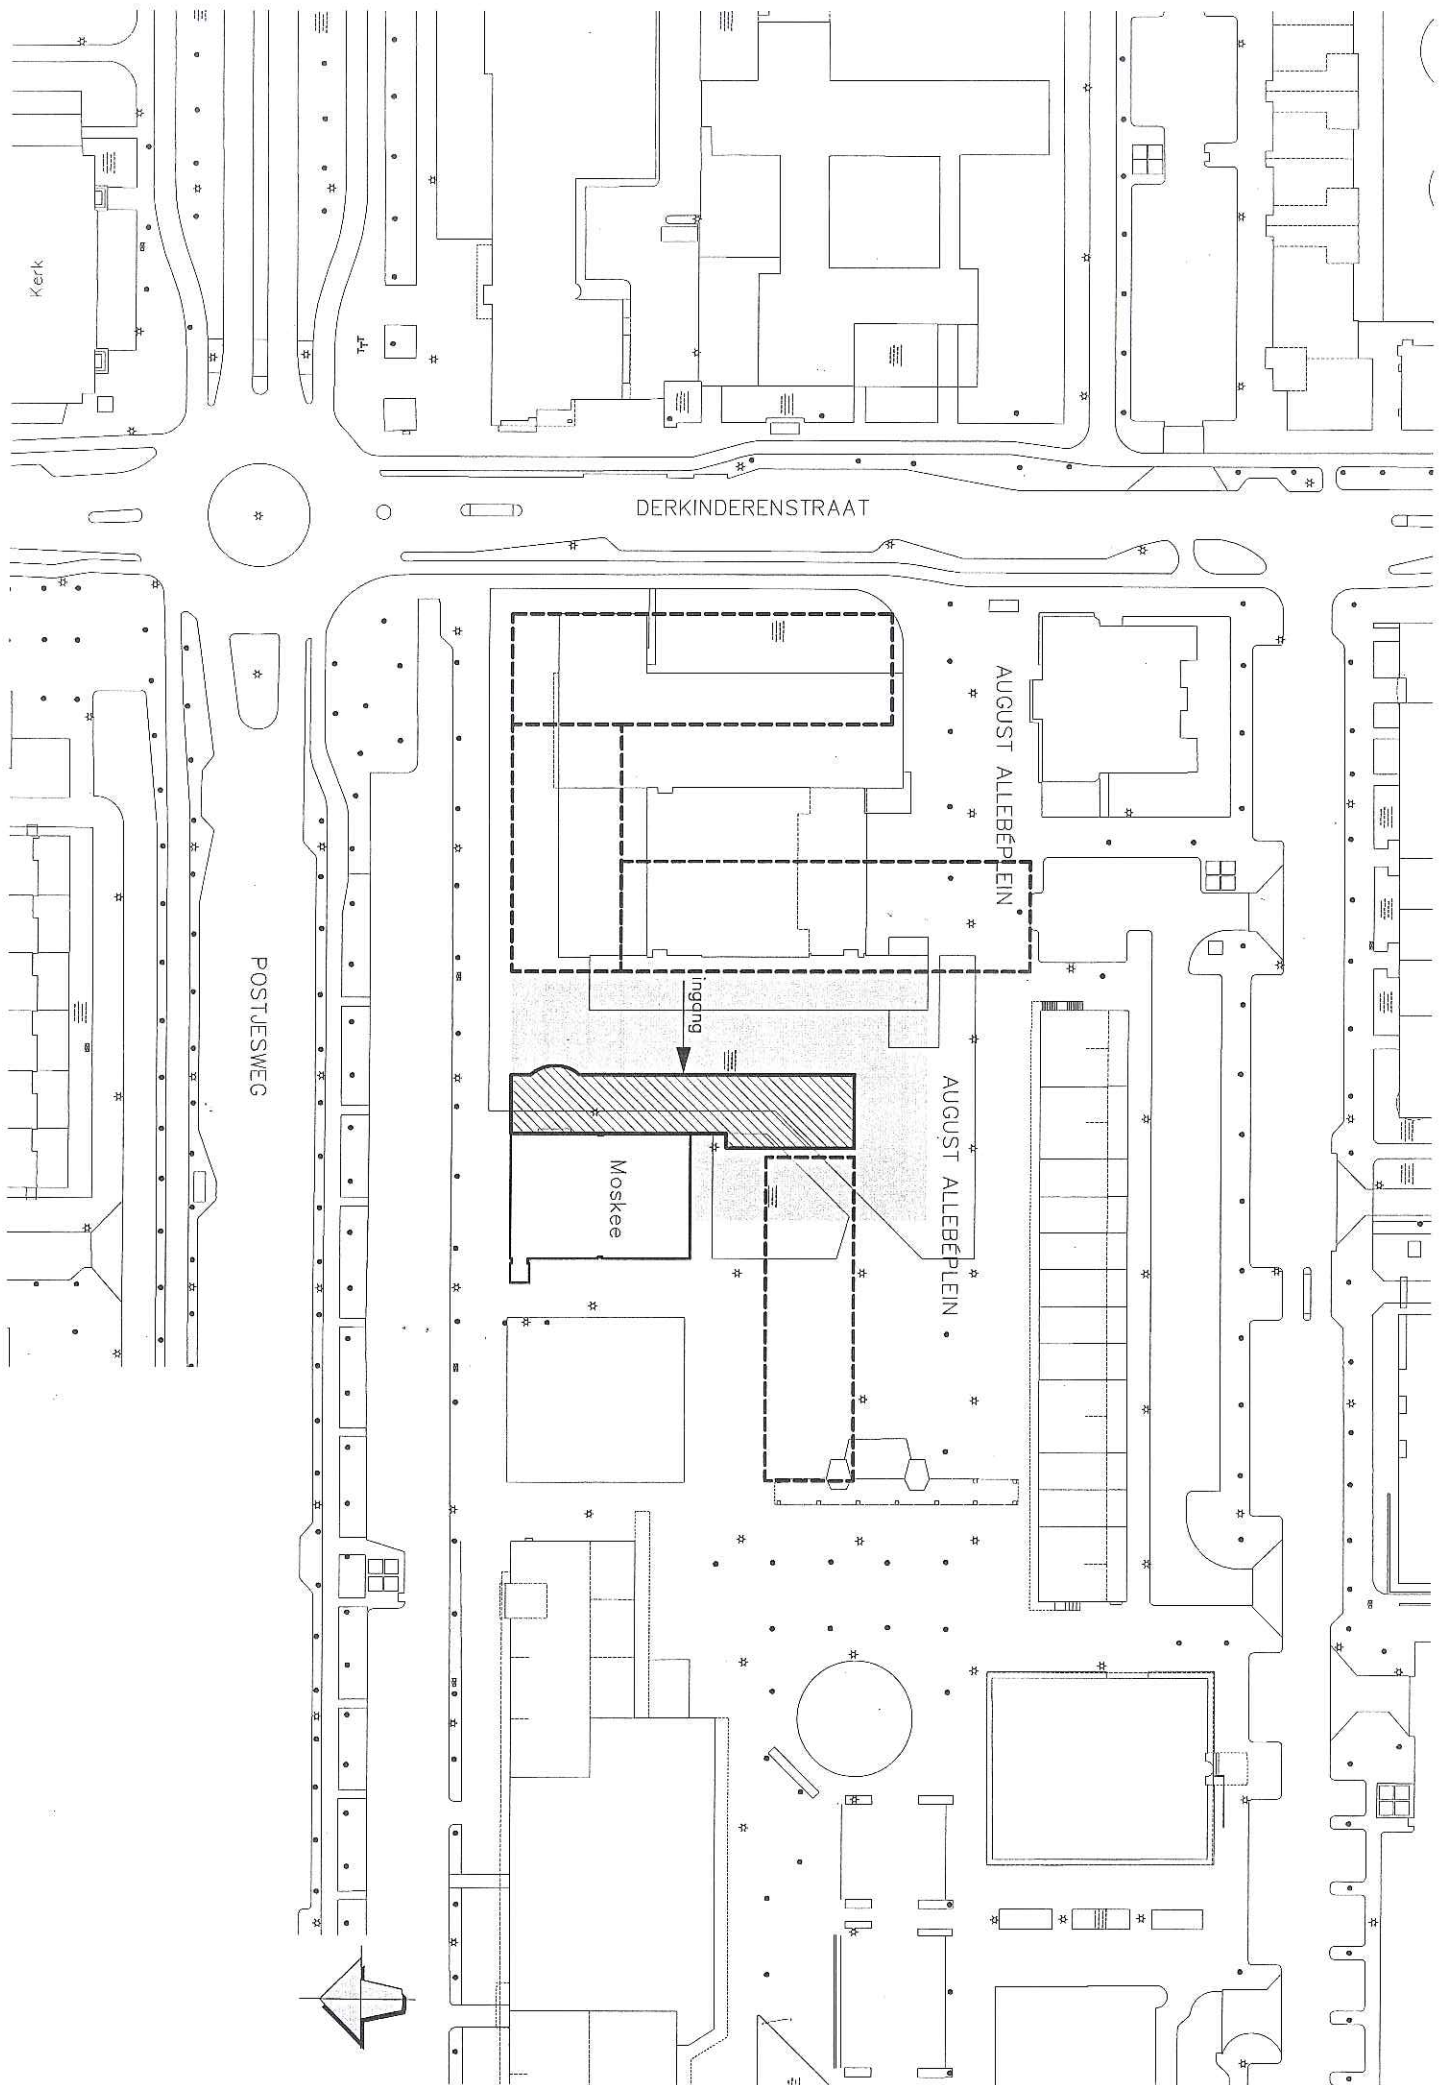 Kerk
DERKINDERENSTRAAT
AUGUST ALLEBÉPLEIN
POSTJESWEG
ingang
AUGUST ALLEBÉPLEIN
Moskee